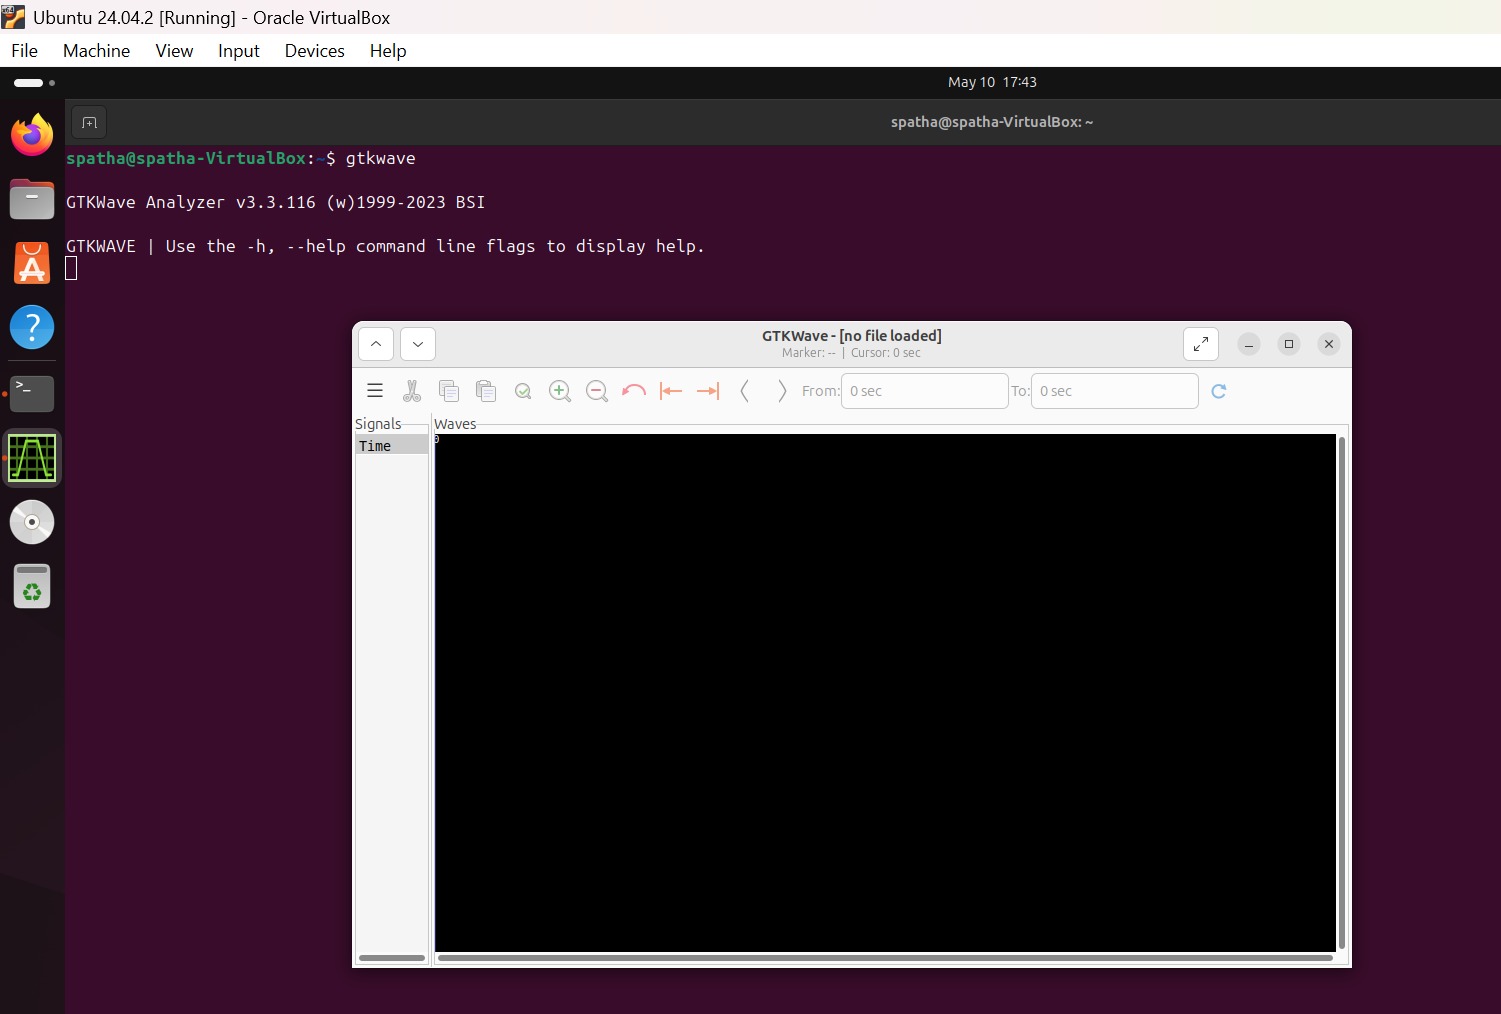 Ubuntu 24.04.2 [Running] - Oracle VirtualBox
File Machine View Input Devices Help
May 10 17:43
spatha@spatha-VirtualBox: ~
spatha@spatha-VirtualBox:~$ gtkwave
GTKWave Analyzer v3.3.116 (w)1999-2023 BSI
GTKWAVE | Use the -h, --help command line flags to display help.
GTKWave - [no file loaded]
Marker: -- | Cursor: 0 sec
From: 0 sec To: 0 sec
Signals Waves
Time 0